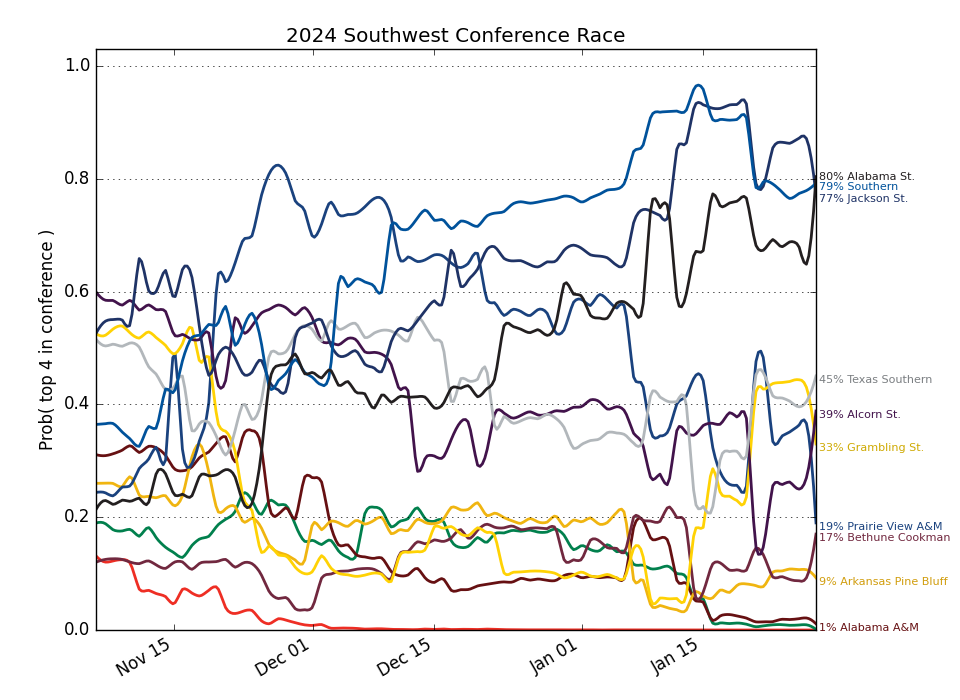 2024 Southwest Conference Race
Prob( top 4 in conference )
1.0
0.8
0.6
0.4
0.2
0.0
Nov 15
Dec 01
Dec 15
Jan 01
Jan 15
80% Alabama St.
79% Southern
77% Jackson St.
45% Texas Southern
39% Alcorn St.
33% Grambling St.
19% Prairie View A&M
17% Bethune Cookman
9% Arkansas Pine Bluff
1% Alabama A&M